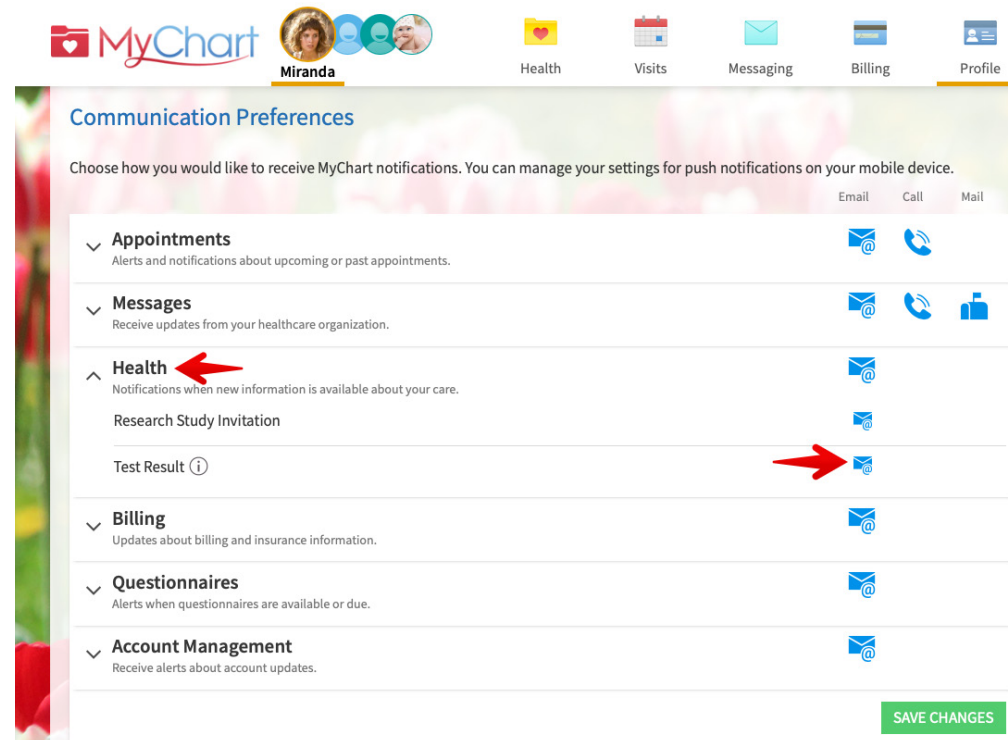 MyChart
Miranda
Health
Visits
Messaging
Billing
Profile
Communication Preferences
Choose how you would like to receive MyChart notifications. You can manage your settings for push notifications on your mobile device.
Email Call Mail
Appointments
Alerts and notifications about upcoming or past appointments.
Messages
Receive updates from your healthcare organization.
Health
Notifications when new information is available about your care.
Research Study Invitation
Test Result
Billing
Updates about billing and insurance information.
Questionnaires
Alerts when questionnaires are available or due.
Account Management
Receive alerts about account updates.
SAVE CHANGES